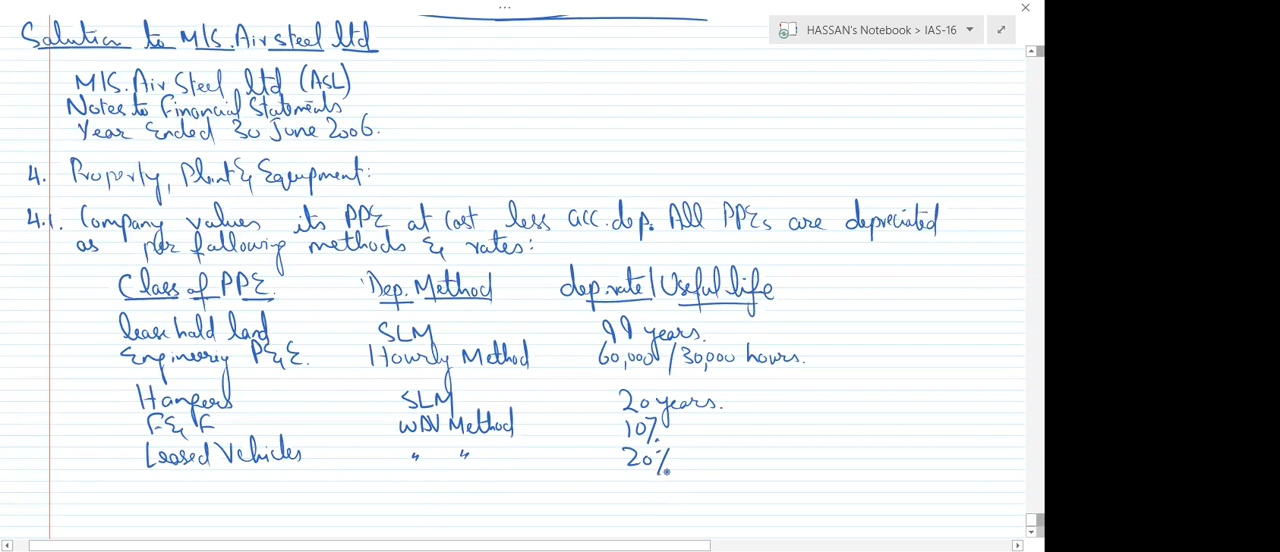 ...
HASSAN's Notebook > IAS-16
Solution to M/S. Air steel ltd
M/S. Air Steel ltd (ASL)
Notes to Financial Statements
Year Ended 30 June 2006.
4. Property, Plant & Equipment:
4.1. Company values its PPE at cost less acc. dep. All PPEs are depreciated
as per following methods & rates:
Class of PPE Dep. Method dep. rate / Useful life
lease hold land SLM 99 years.
Engineering P&E. Hourly Method 60,000 / 30,000 hours.
Hangers SLM 20 years.
F & F WDV Method 10%
Leased Vehicles " " 20%